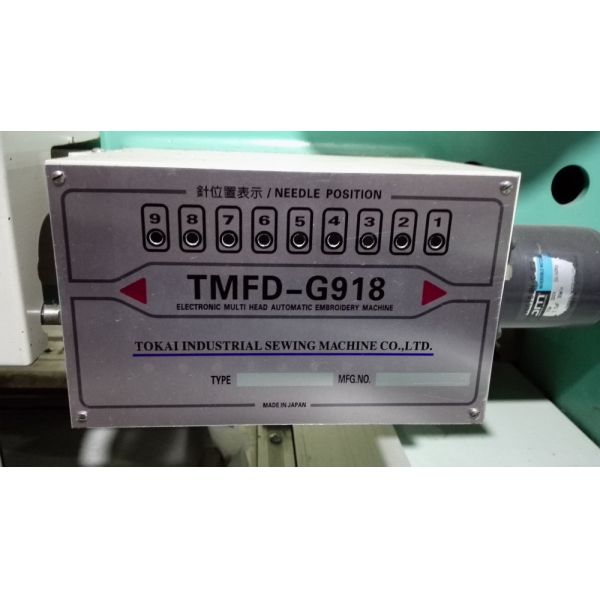 針位置表示 / NEEDLE POSITION
9 8 7 6 5 4 3 2 1
TMFD-G918
ELECTRONIC MULTI HEAD AUTOMATIC EMBROIDERY MACHINE
TOKAI INDUSTRIAL SEWING MACHINE CO.,LTD.
TYPE MFG.NO.
MADE IN JAPAN